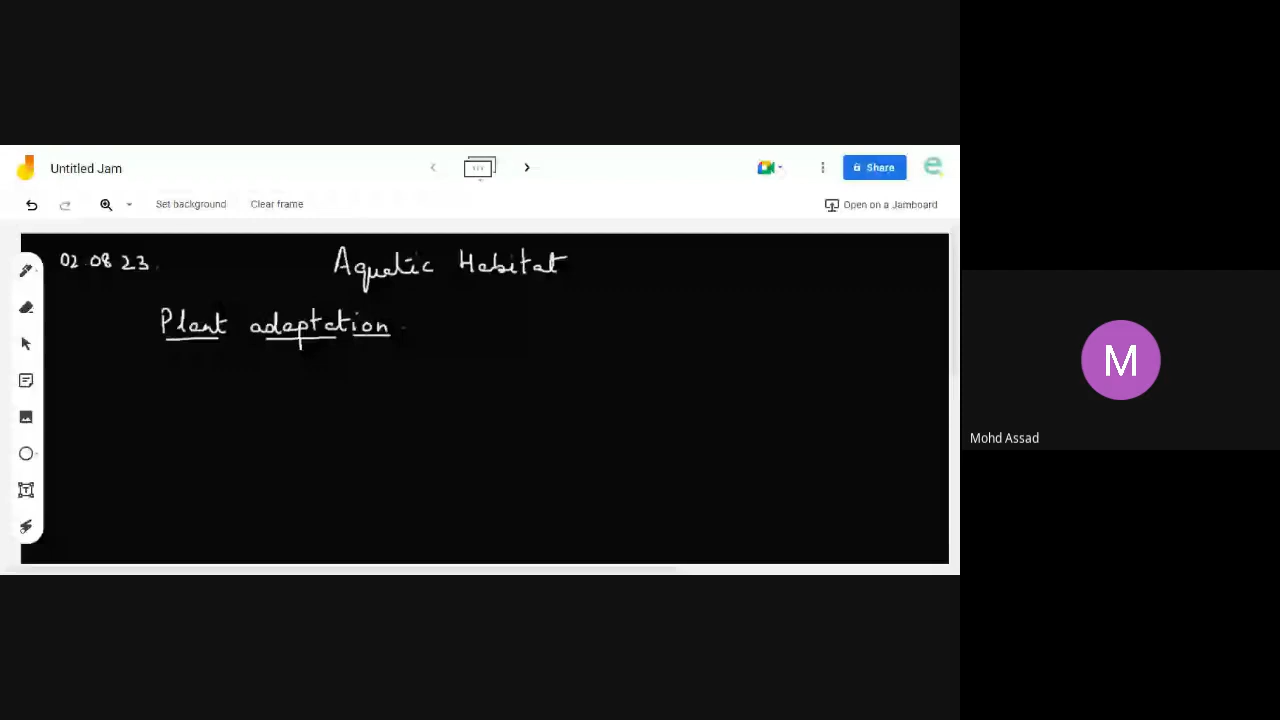 Untitled Jam
Share
Set background
Clear frame
Open on a Jamboard
02.08.23.
Aquatic Habitat
Plant adaptation
M
Mohd Assad